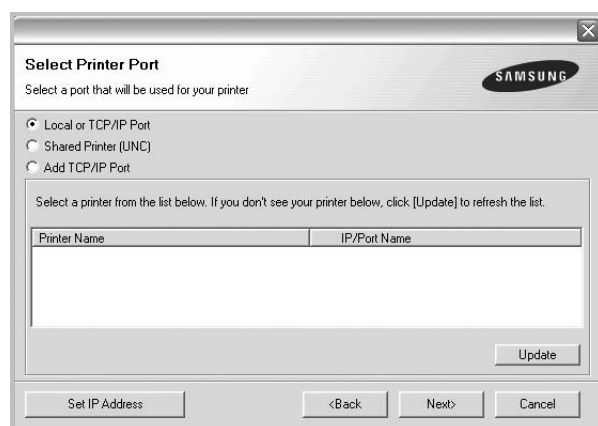 Select Printer Port
Select a port that will be used for your printer
SAMSUNG
Local or TCP/IP Port
Shared Printer (UNC)
Add TCP/IP Port
Select a printer from the list below. If you don't see your printer below, click [Update] to refresh the list.
Printer Name IP/Port Name
Update
Set IP Address <Back Next> Cancel